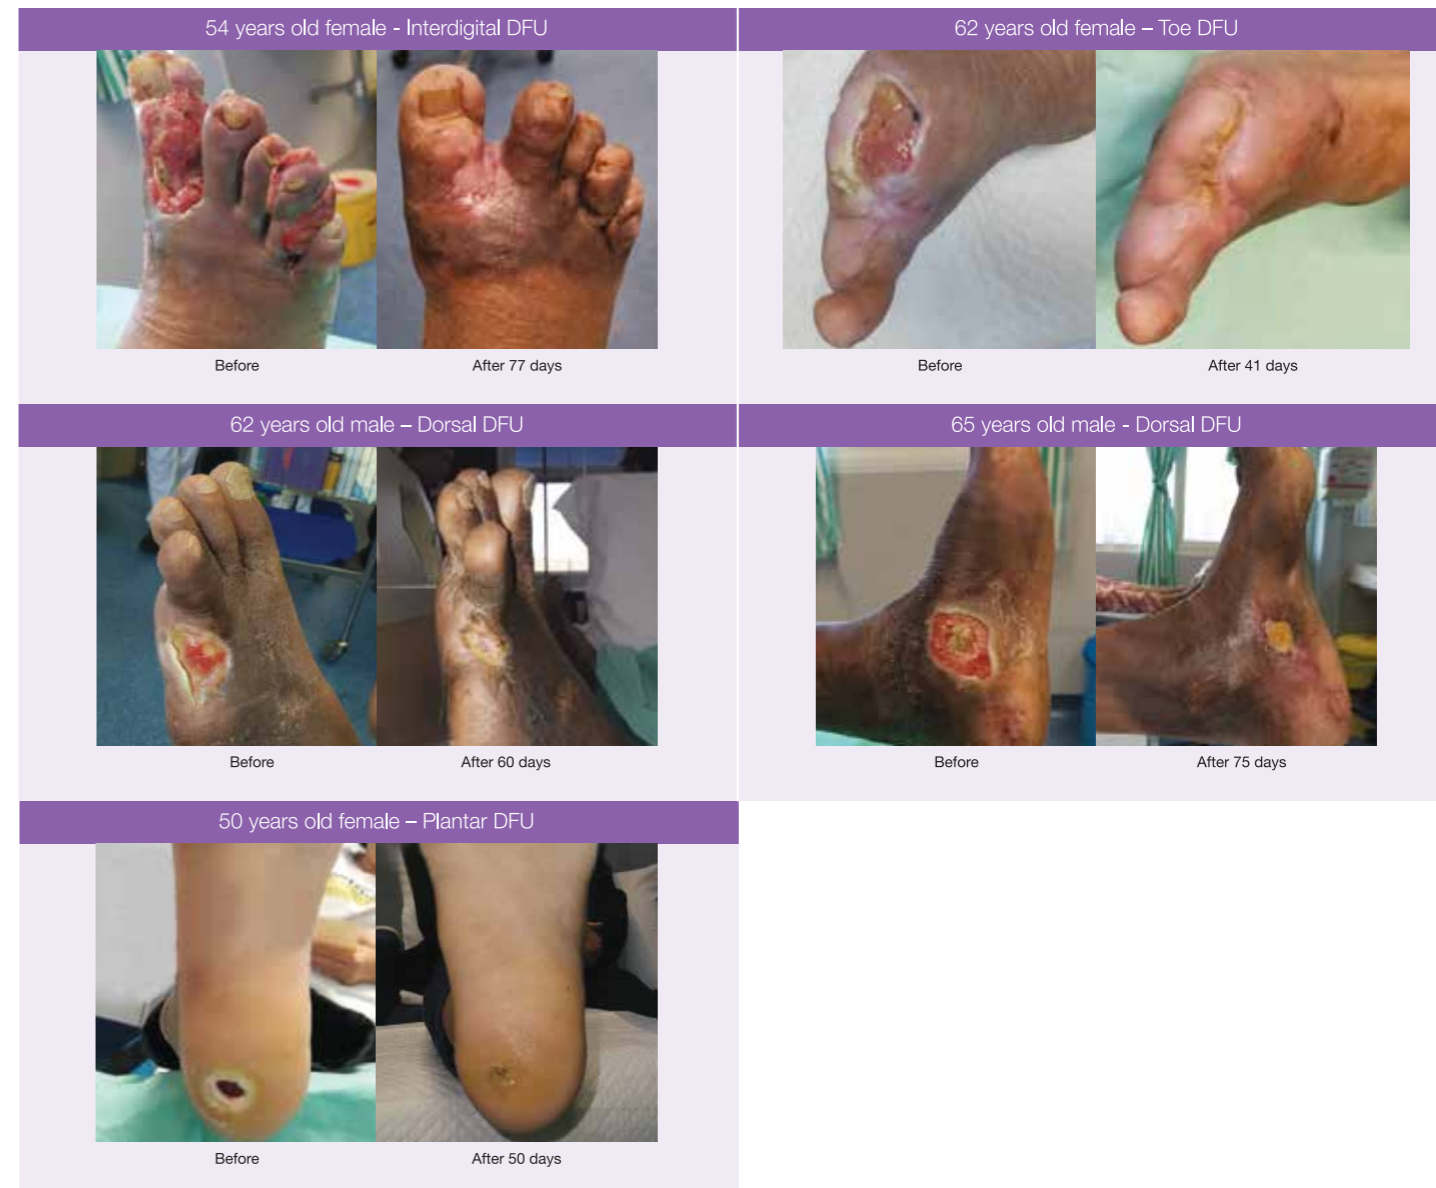 54 years old female - Interdigital DFU
62 years old female – Toe DFU
Before
After 77 days
Before
After 41 days
62 years old male – Dorsal DFU
65 years old male - Dorsal DFU
Before
After 60 days
Before
After 75 days
50 years old female – Plantar DFU
Before
After 50 days